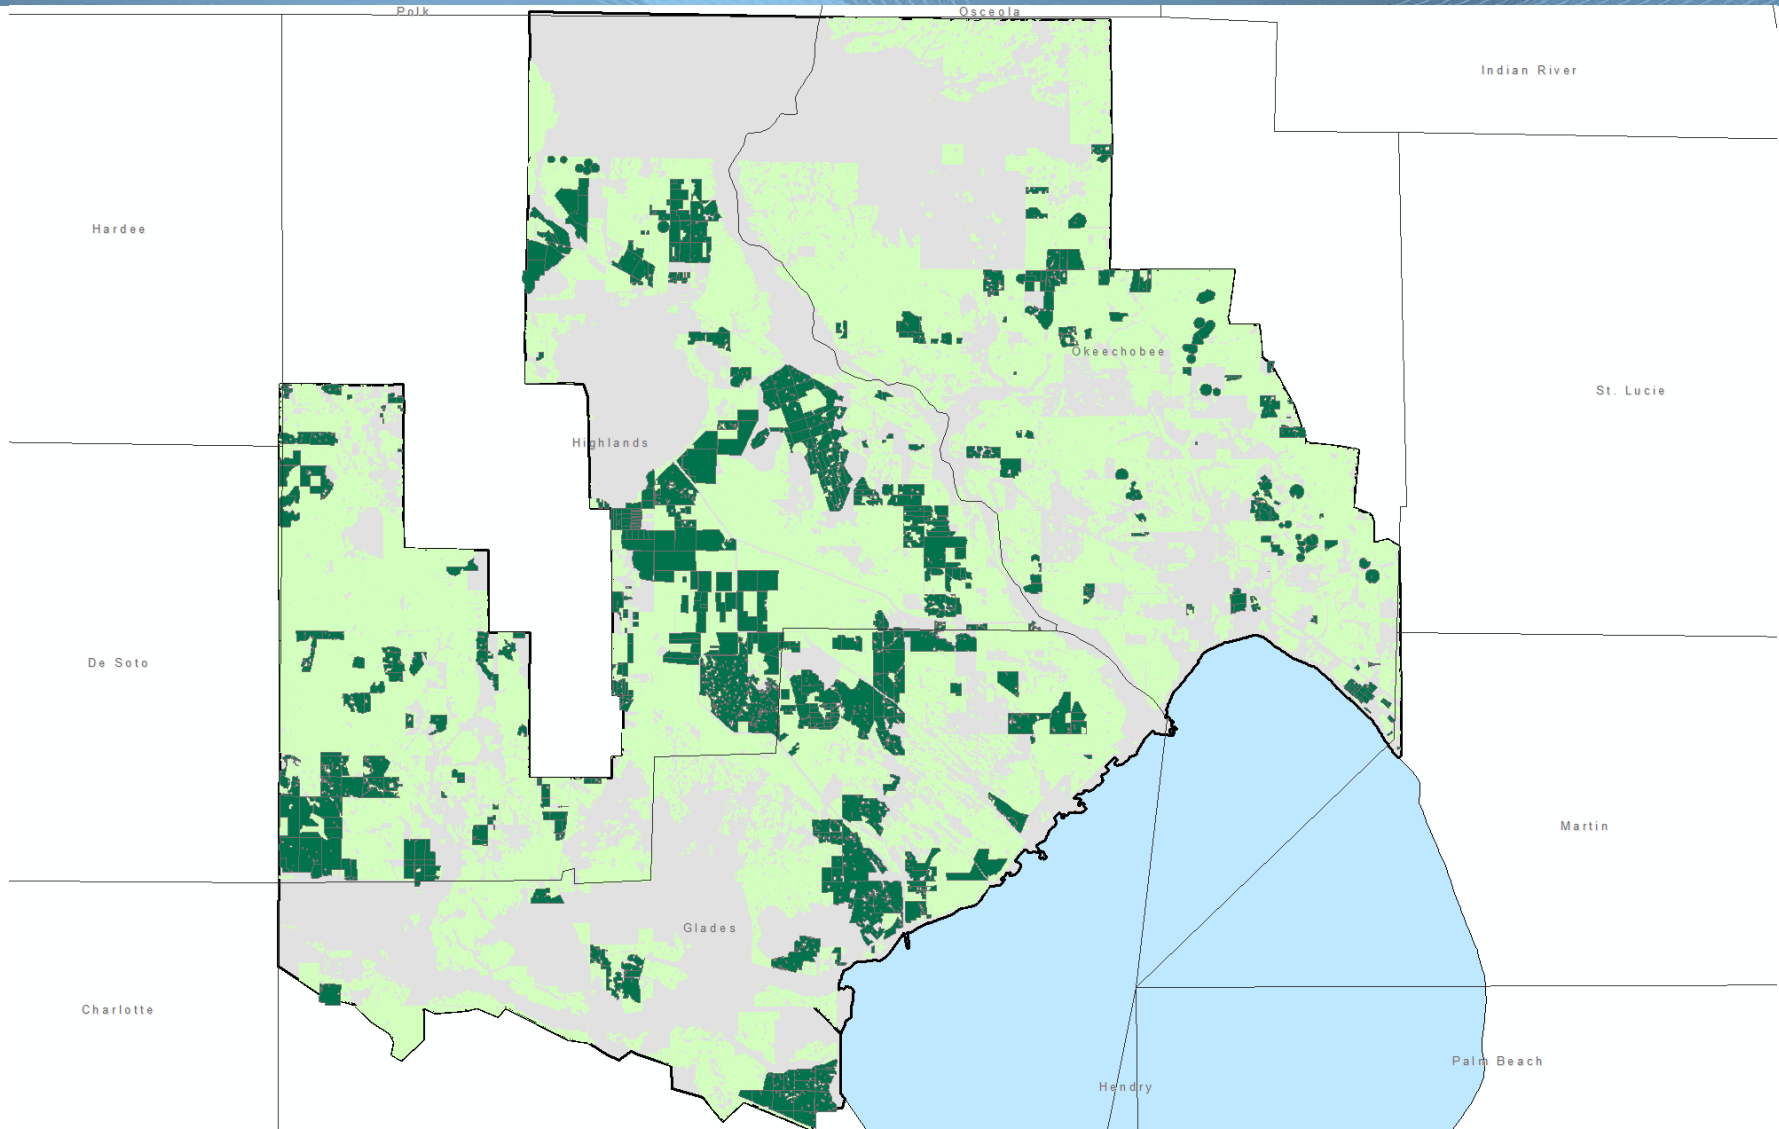 Polk
Osceola
Indian River
Hardee
Okeechobee
St. Lucie
Highlands
De Soto
Martin
Glades
Charlotte
Palm Beach
Hendry